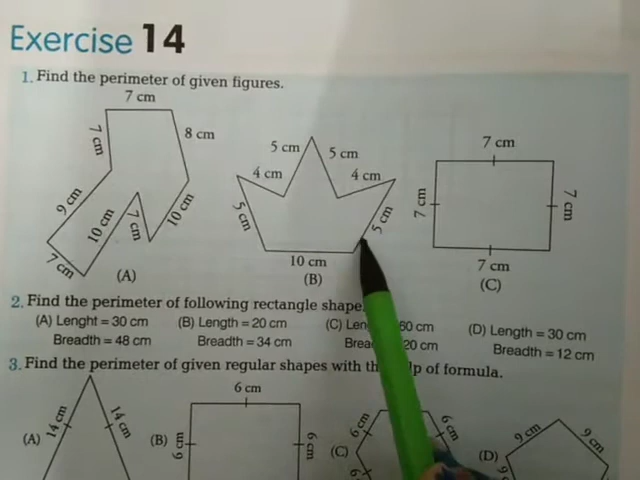 Exercise 14
1. Find the perimeter of given figures.
7 cm
7 cm
8 cm
9 cm
10 cm
7 cm
10 cm
7 cm
(A)
5 cm
5 cm
4 cm
4 cm
5 cm
5 cm
10 cm
(B)
7 cm
7 cm
7 cm
7 cm
(C)
2. Find the perimeter of following rectangle shape
(A) Lenght = 30 cm
(B) Length = 20 cm
(C) Len 60 cm
(D) Length = 30 cm
Breadth = 48 cm
Breadth = 34 cm
Brea 20 cm
Breadth = 12 cm
3. Find the perimeter of given regular shapes with th lp of formula.
(A)
14 cm
14 cm
(B)
6 cm
6 cm
6 cm
(C)
6 cm
6 cm
6
(D)
9 cm
9 cm
9